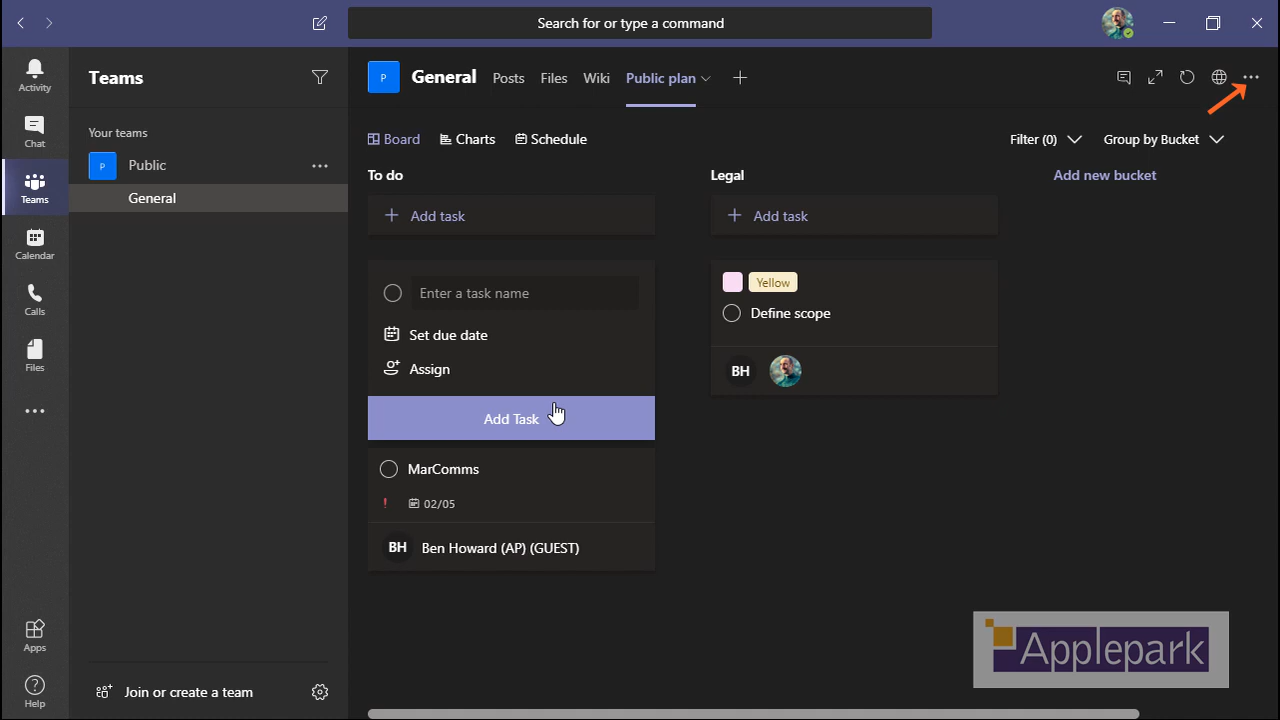 Search for or type a command
Activity
Chat
Teams
Calendar
Calls
Files
Apps
Help
Teams
Your teams
P Public
General
Join or create a team
P General Posts Files Wiki Public plan
Board Charts Schedule
Filter (0) Group by Bucket
To do
Add task
Enter a task name
Set due date
Assign
Add Task
MarComms
! 02/05
BH Ben Howard (AP) (GUEST)
Legal
Add task
Yellow
Define scope
BH
Add new bucket
Applepark